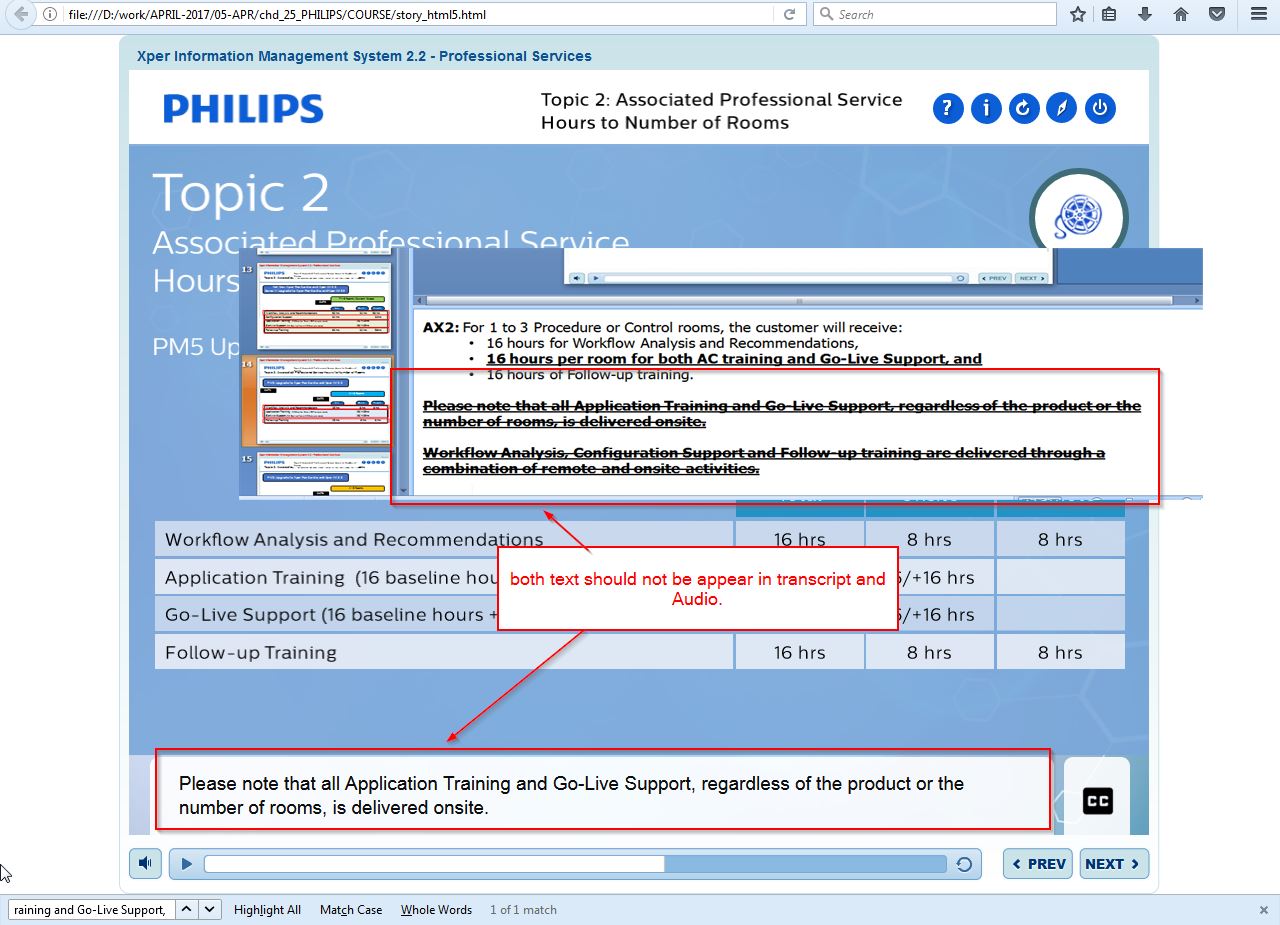 file:///D:/work/APRIL-2017/05-APR/chd_25_PHILIPS/COURSE/story_html5.html
Search
Xper Information Management System 2.2 - Professional Services
PHILIPS
Topic 2: Associated Professional Service
Hours to Number of Rooms
Topic 2
Associated Professional Service
Hours
PM5 Up
13
14
15
PREV
NEXT
AX2: For 1 to 3 Procedure or Control rooms, the customer will receive:
• 16 hours for Workflow Analysis and Recommendations,
• 16 hours per room for both AC training and Go-Live Support, and
• 16 hours of Follow-up training.
Please note that all Application Training and Go-Live Support, regardless of the product or the
number of rooms, is delivered onsite.
Workflow Analysis, Configuration Support and Follow-up training are delivered through a
combination of remote and onsite activities.
Workflow Analysis and Recommendations 16 hrs 8 hrs 8 hrs
Application Training (16 baseline hou /+16 hrs
Go-Live Support (16 baseline hours + /+16 hrs
Follow-up Training 16 hrs 8 hrs 8 hrs
both text should not be appear in transcript and
Audio.
Please note that all Application Training and Go-Live Support, regardless of the product or the
number of rooms, is delivered onsite.
CC
PREV
NEXT
raining and Go-Live Support,
Highlight All Match Case Whole Words 1 of 1 match